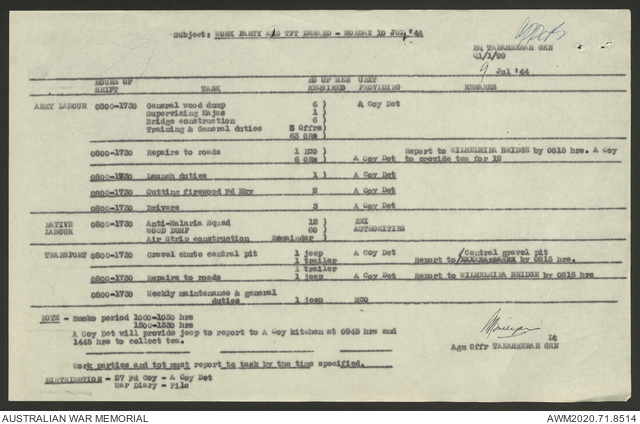 Subject: WORK PARTY AND TPT DEMAND - MONDAY 10 JUL '44
HQ TANAHMERAH GSN
Q1/1/99
9 Jul '44
HOURS OF SHIFT TASK NO OF MEN REQUIRED UNIT PROVIDING REMARKS
ARMY LABOUR 0800-1730 General wood dump 6 ) A Coy Det
Supervising Kajas 1 )
Bridge construction 6 )
Training & General duties 3 Offrs )
63 ORs )
0800-1730 Repairs to roads 1 NCO ) Report to WILHELMINA BRIDGE by 0815 hrs. A Coy
6 ORs ) A Coy Det to provide tea for 12
0800-1730 Launch duties 1 ) A Coy Det
0800-1730 Cutting firewood Fd Bky 2 A Coy Det
0800-1730 Drivers 3 A Coy Det
NATIVE LABOUR 0800-1730 Anti-Malaria Squad 12 ) NEI
WOOD DUMP 60 ) AUTHORITIES
Air Strip construction Remainder )
TRANSPORT 0800-1730 Gravel chute central pit 1 jeep A Coy Det /Central gravel pit
1 trailer Report to by 0815 hrs.
1 trailer
0800-1730 Repairs to roads 1 jeep A Coy Det Report to WILHELMINA BRIDGE by 0815 hrs
0800-1730 Weekly maintenance & general
duties 1 jeep
NOTE - Smoko period 1000-1030 hrs
1500-1530 hrs
A Coy Det will provide jeep to report to A Coy kitchen at 0945 hrs and
1445 hrs to collect tea.
Work parties and tpt must report to task by the time specified.
Lt
Agn Offr TANAHMERAH GSN
DISTRIBUTION - 27 Fd Coy - A Coy Det
War Diary - File
AUSTRALIAN WAR MEMORIAL
AWM2020.71.8514